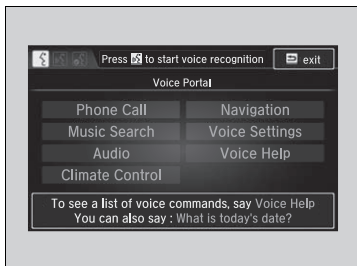 Press to start voice recognition
exit
Voice Portal
Phone Call
Navigation
Music Search
Voice Settings
Audio
Voice Help
Climate Control
To see a list of voice commands, say Voice Help
You can also say : What is today's date?